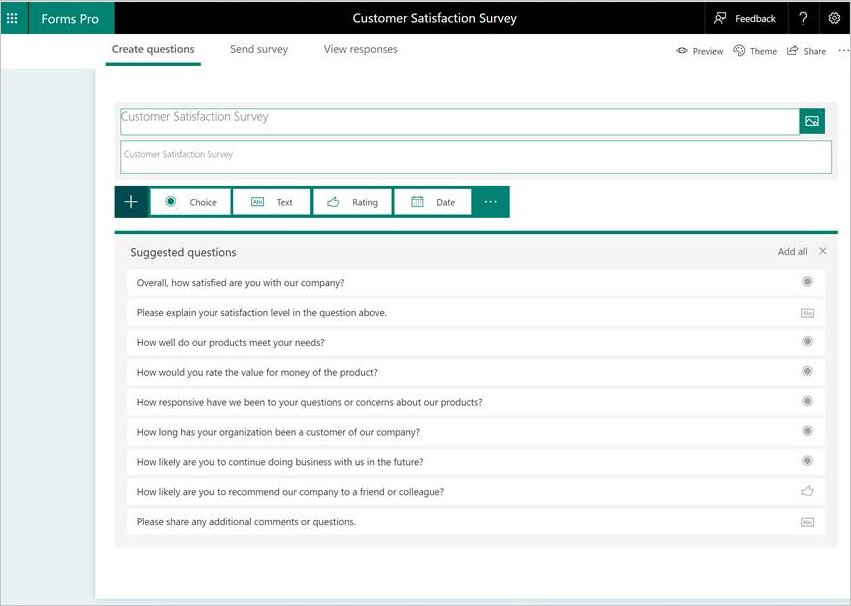 Forms Pro
Customer Satisfaction Survey
Feedback
?
Create questions
Send survey
View responses
Preview
Theme
Share
...
Customer Satisfaction Survey
Customer Satisfaction Survey
+
Choice
Abc
Text
Rating
Date
...
Suggested questions
Add all
Overall, how satisfied are you with our company?
Please explain your satisfaction level in the question above.
Abc
How well do our products meet your needs?
How would you rate the value for money of the product?
How responsive have we been to your questions or concerns about our products?
How long has your organization been a customer of our company?
How likely are you to continue doing business with us in the future?
How likely are you to recommend our company to a friend or colleague?
Please share any additional comments or questions.
Abc